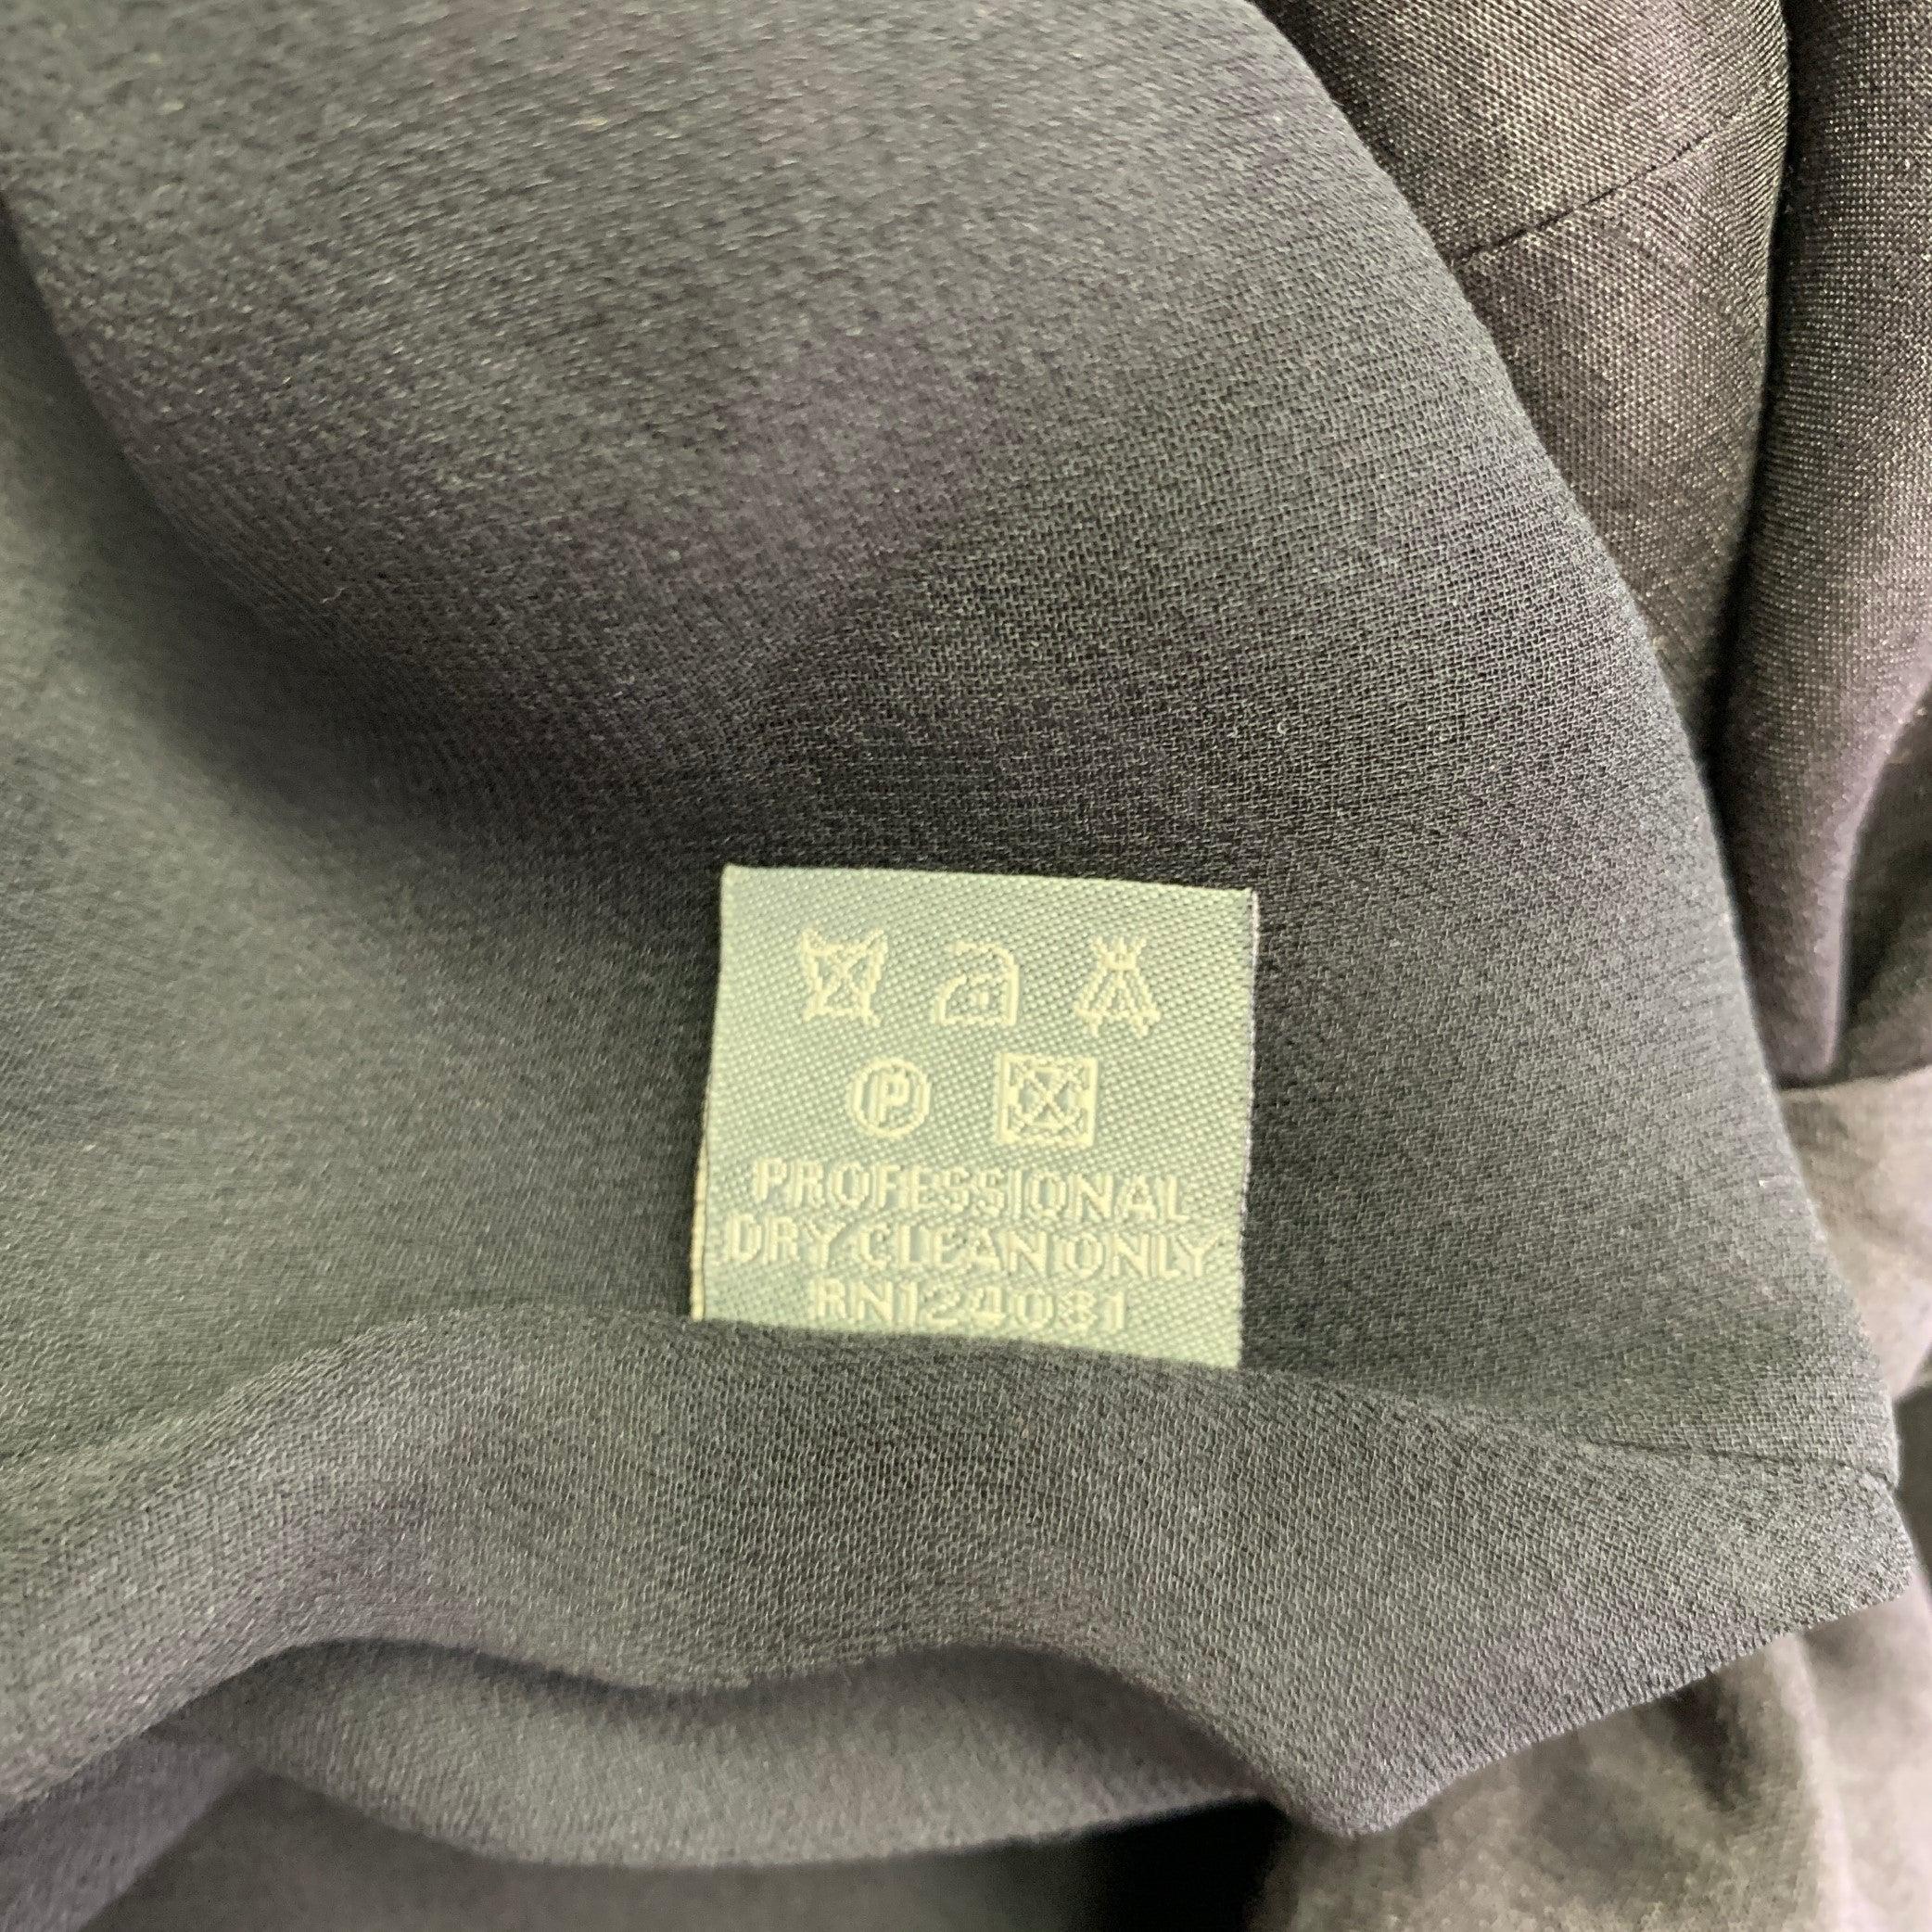 P
PROFESSIONAL
DRY CLEAN ONLY
RN124081